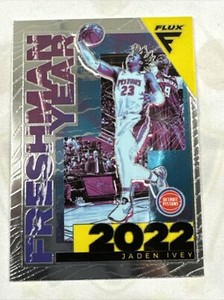 FLUX
FRESHMAN
YEAR
PISTONS
23
DETROIT
PISTONS
2022
JADEN IVEY